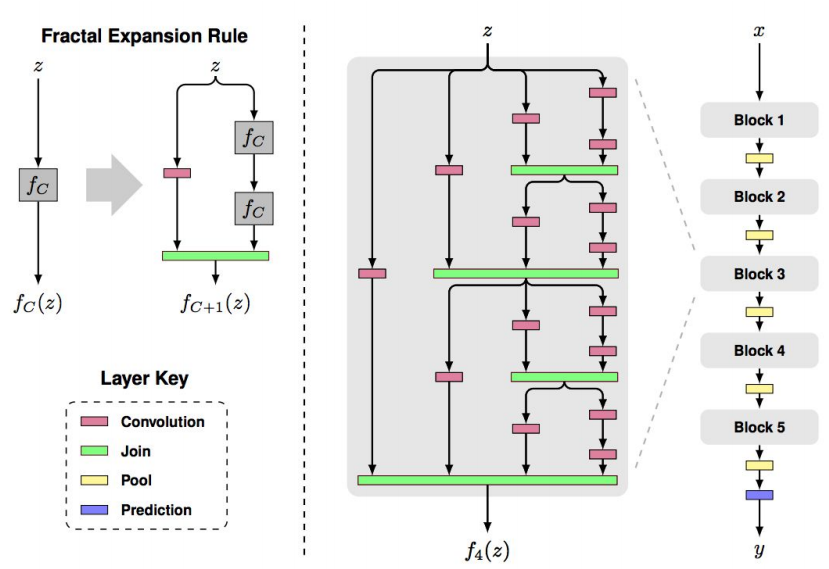 Fractal Expansion Rule
z
z
f_C
f_C
f_C
f_C(z)
f_{C+1}(z)
Layer Key
Convolution
Join
Pool
Prediction
z
f_4(z)
x
Block 1
Block 2
Block 3
Block 4
Block 5
y